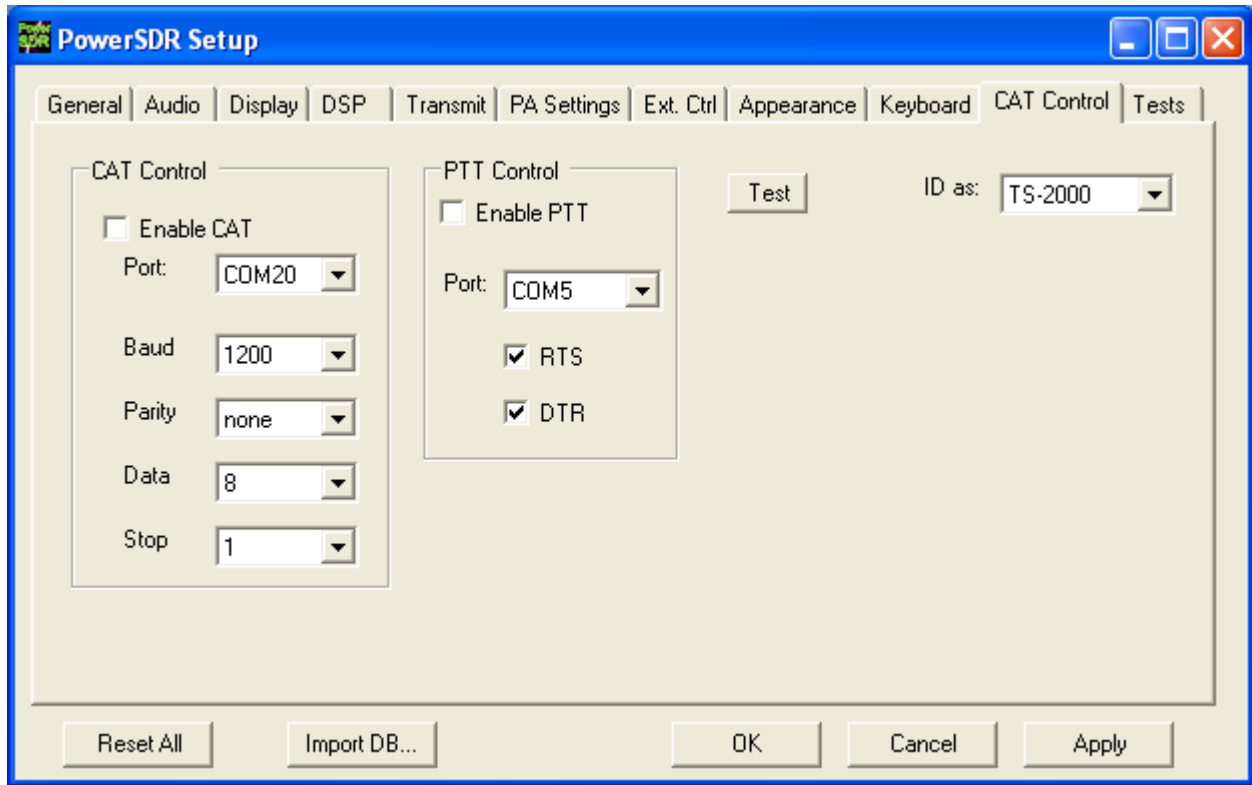 PowerSDR Setup
General Audio Display DSP Transmit PA Settings Ext. Ctrl Appearance Keyboard CAT Control Tests
CAT Control
Enable CAT
Port: COM20
Baud 1200
Parity none
Data 8
Stop 1
PTT Control
Enable PTT
Port: COM5
RTS
DTR
Test
ID as: TS-2000
Reset All Import DB... OK Cancel Apply